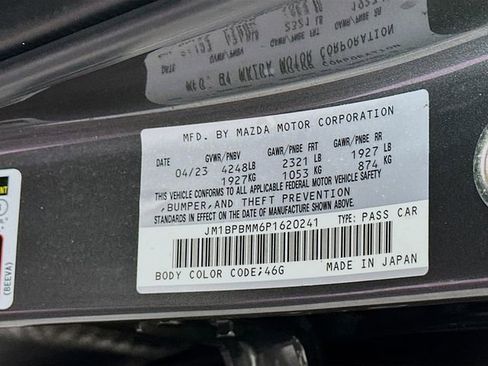 MFD. BY MAZDA MOTOR CORPORATION
DATE GVWR/PNBV GAWR/PNBE FR GAWR/PNBE RR
04/23 4248LB 2321 LB 1927 LB
1927KG 1053 KG 874 KG
THIS VEHICLE CONFORMS TO ALL APPLICABLE FEDERAL MOTOR VEHICLE SAFETY
,BUMPER,AND THEFT PREVENTION
STANDARDS IN EFFECT ON THE DATE OF MANUFACTURE SHOWN ABOVE.
JM1BPBMM6P1620241 TYPE: PASS CAR
BODY COLOR CODE;46G MADE IN JAPAN
(BEEVA)